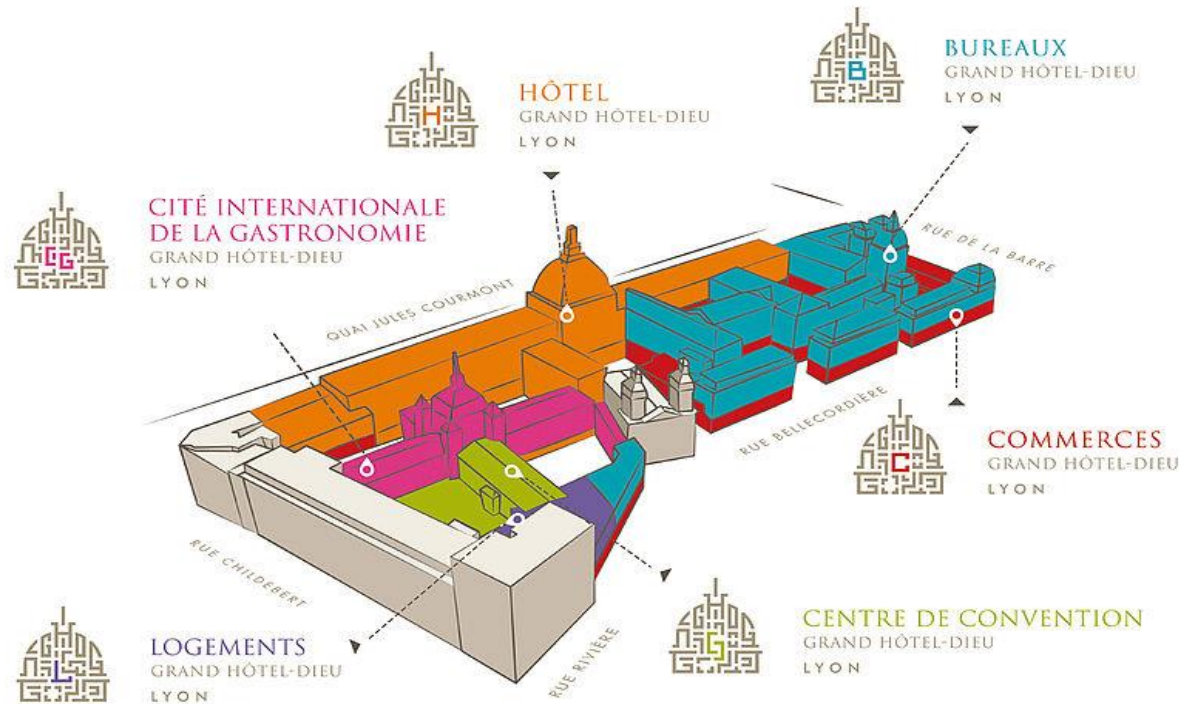 BUREAUX
GRAND HÔTEL-DIEU
LYON
HÔTEL
GRAND HÔTEL-DIEU
LYON
CITÉ INTERNATIONALE
DE LA GASTRONOMIE
GRAND HÔTEL-DIEU
LYON
QUAI JULES COURMONT
RUE DE LA BARRE
RUE BELLECORDIÈRE
COMMERCES
GRAND HÔTEL-DIEU
LYON
RUE CHILDEBERT
RUE RIVIÈRE
LOGEMENTS
GRAND HÔTEL-DIEU
LYON
CENTRE DE CONVENTION
GRAND HÔTEL-DIEU
LYON